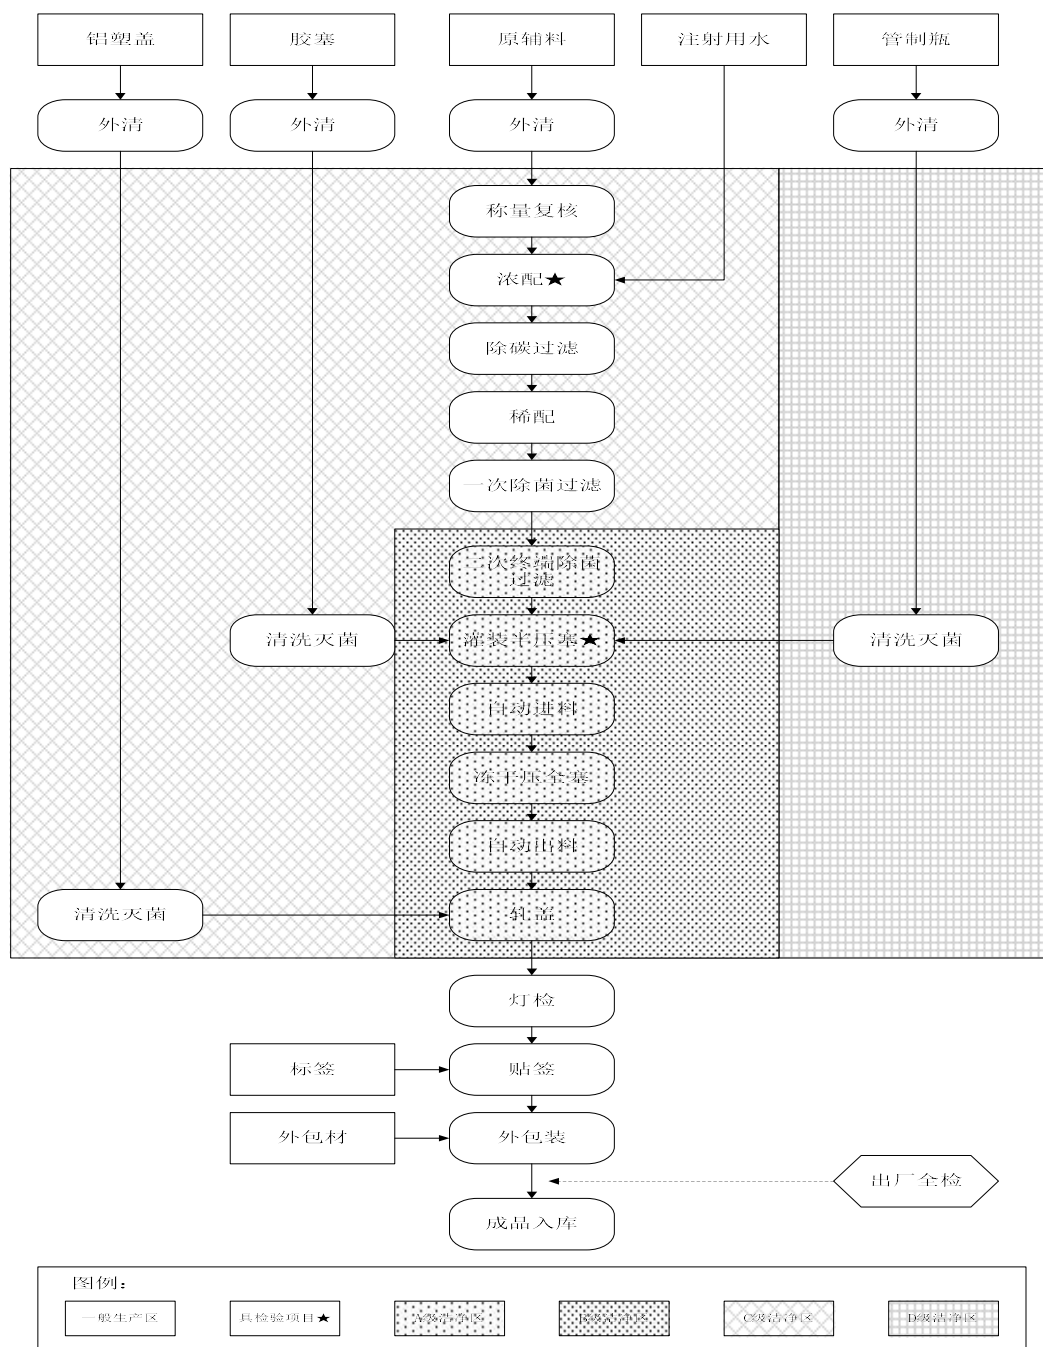 铝塑盖
胶塞
原辅料
注射用水
管制瓶
外清
外清
外清
外清
称量复核
浓配★
除碳过滤
稀配
一次除菌过滤
二次终端除菌
过滤
清洗灭菌
灌装半压塞★
清洗灭菌
自动进料
冻干压全塞
自动出料
清洗灭菌
轧盖
灯检
标签
贴签
外包材
外包装
出厂全检
成品入库
图例：
一般生产区
具检验项目★
A级洁净区
B级洁净区
C级洁净区
D级洁净区